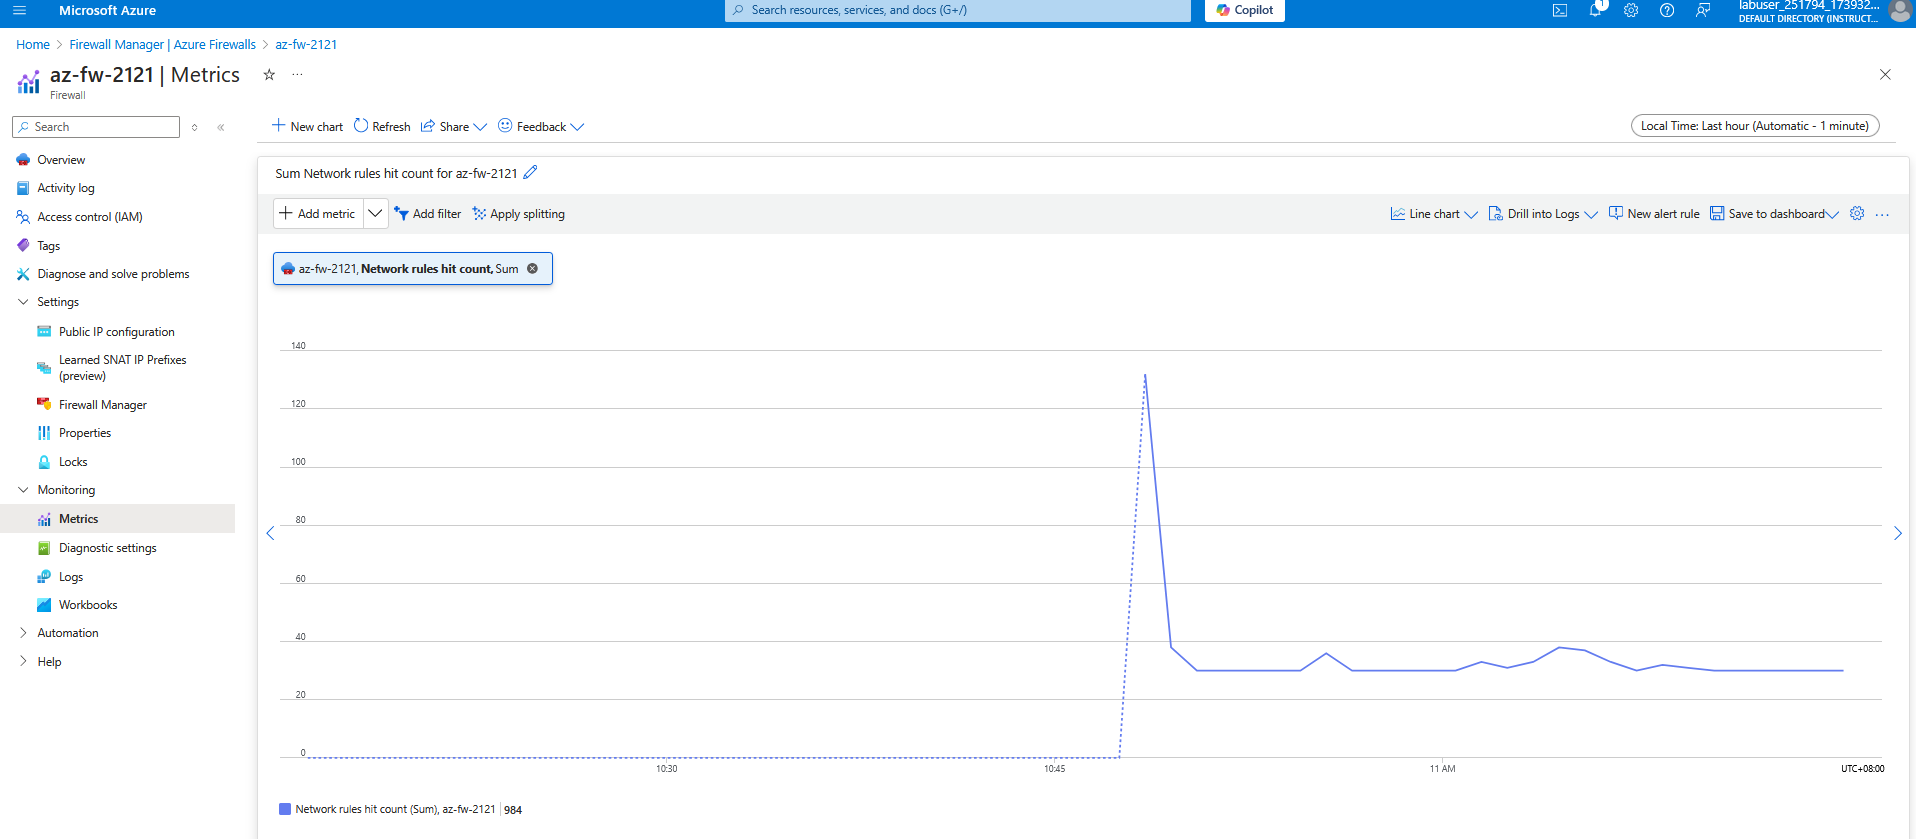 Microsoft Azure
Search resources, services, and docs (G+/)
Copilot
1
labuser_251794_173932...
DEFAULT DIRECTORY (INSTRUCT...
Home > Firewall Manager | Azure Firewalls > az-fw-2121
az-fw-2121 | Metrics
Firewall
Search
New chart
Refresh
Share
Feedback
Local Time: Last hour (Automatic - 1 minute)
Overview
Activity log
Access control (IAM)
Tags
Diagnose and solve problems
Settings
Public IP configuration
Learned SNAT IP Prefixes
(preview)
Firewall Manager
Properties
Locks
Monitoring
Metrics
Diagnostic settings
Logs
Workbooks
Automation
Help
Sum Network rules hit count for az-fw-2121
Add metric
Add filter
Apply splitting
Line chart
Drill into Logs
New alert rule
Save to dashboard
az-fw-2121, Network rules hit count, Sum
140
120
100
80
60
40
20
0
10:30
10:45
11 AM
UTC+08:00
Network rules hit count (Sum), az-fw-2121 | 984